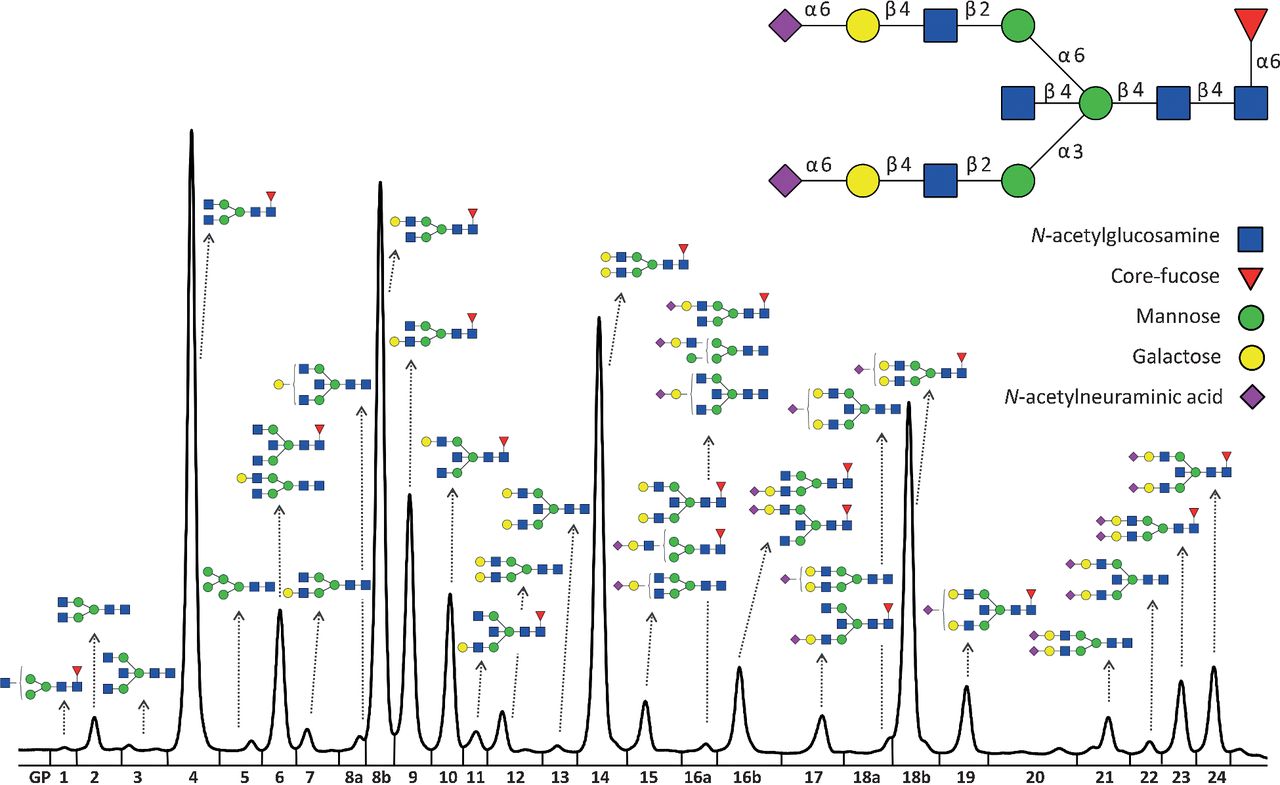 α6 β4 β2
α6
α6
β4 β4 β4
α3
α6 β4 β2
N-acetylglucosamine
Core-fucose
Mannose
Galactose
N-acetylneuraminic acid
GP 1 2 3 4 5 6 7 8a 8b 9 10 11 12 13 14 15 16a 16b 17 18a 18b 19 20 21 22 23 24